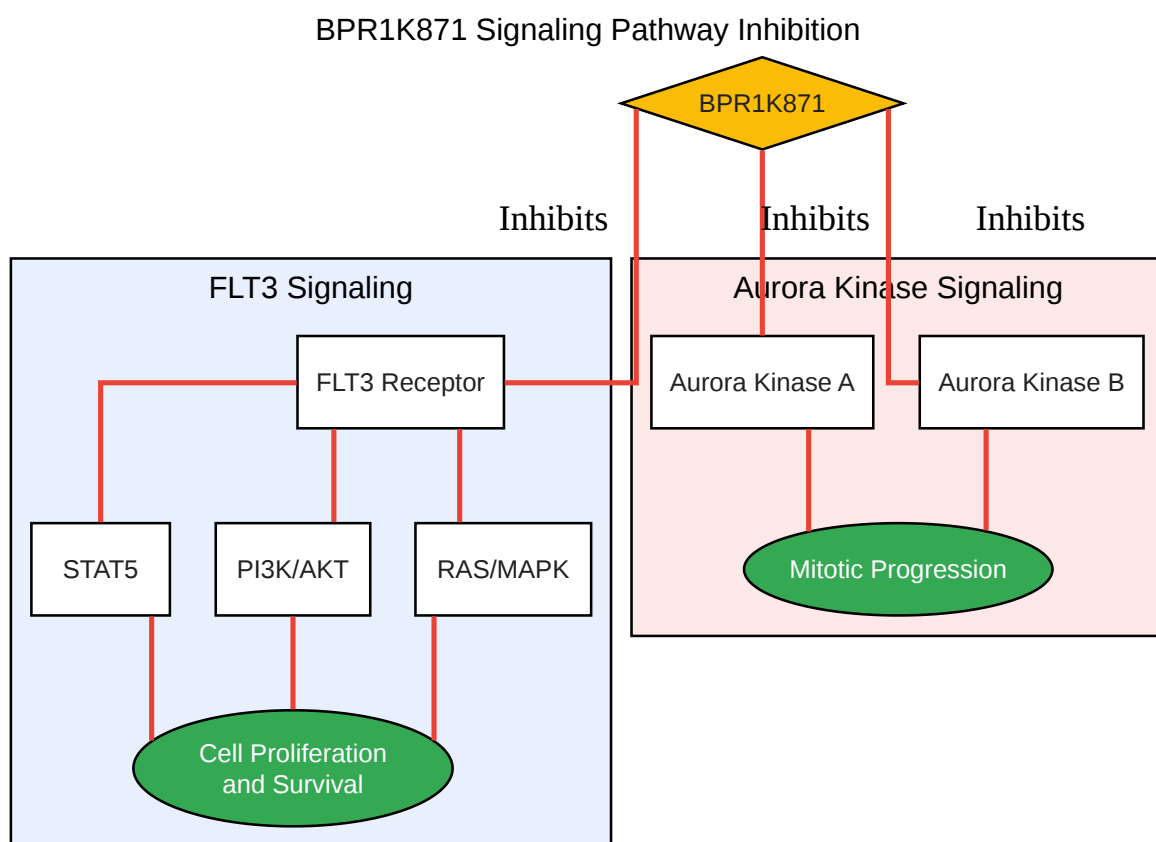 BPR1K871 Signaling Pathway Inhibition
BPR1K871
Inhibits
Inhibits
Inhibits
FLT3 Signaling
Aurora Kinase Signaling
FLT3 Receptor
Aurora Kinase A
Aurora Kinase B
STAT5
PI3K/AKT
RAS/MAPK
Mitotic Progression
Cell Proliferation
and Survival